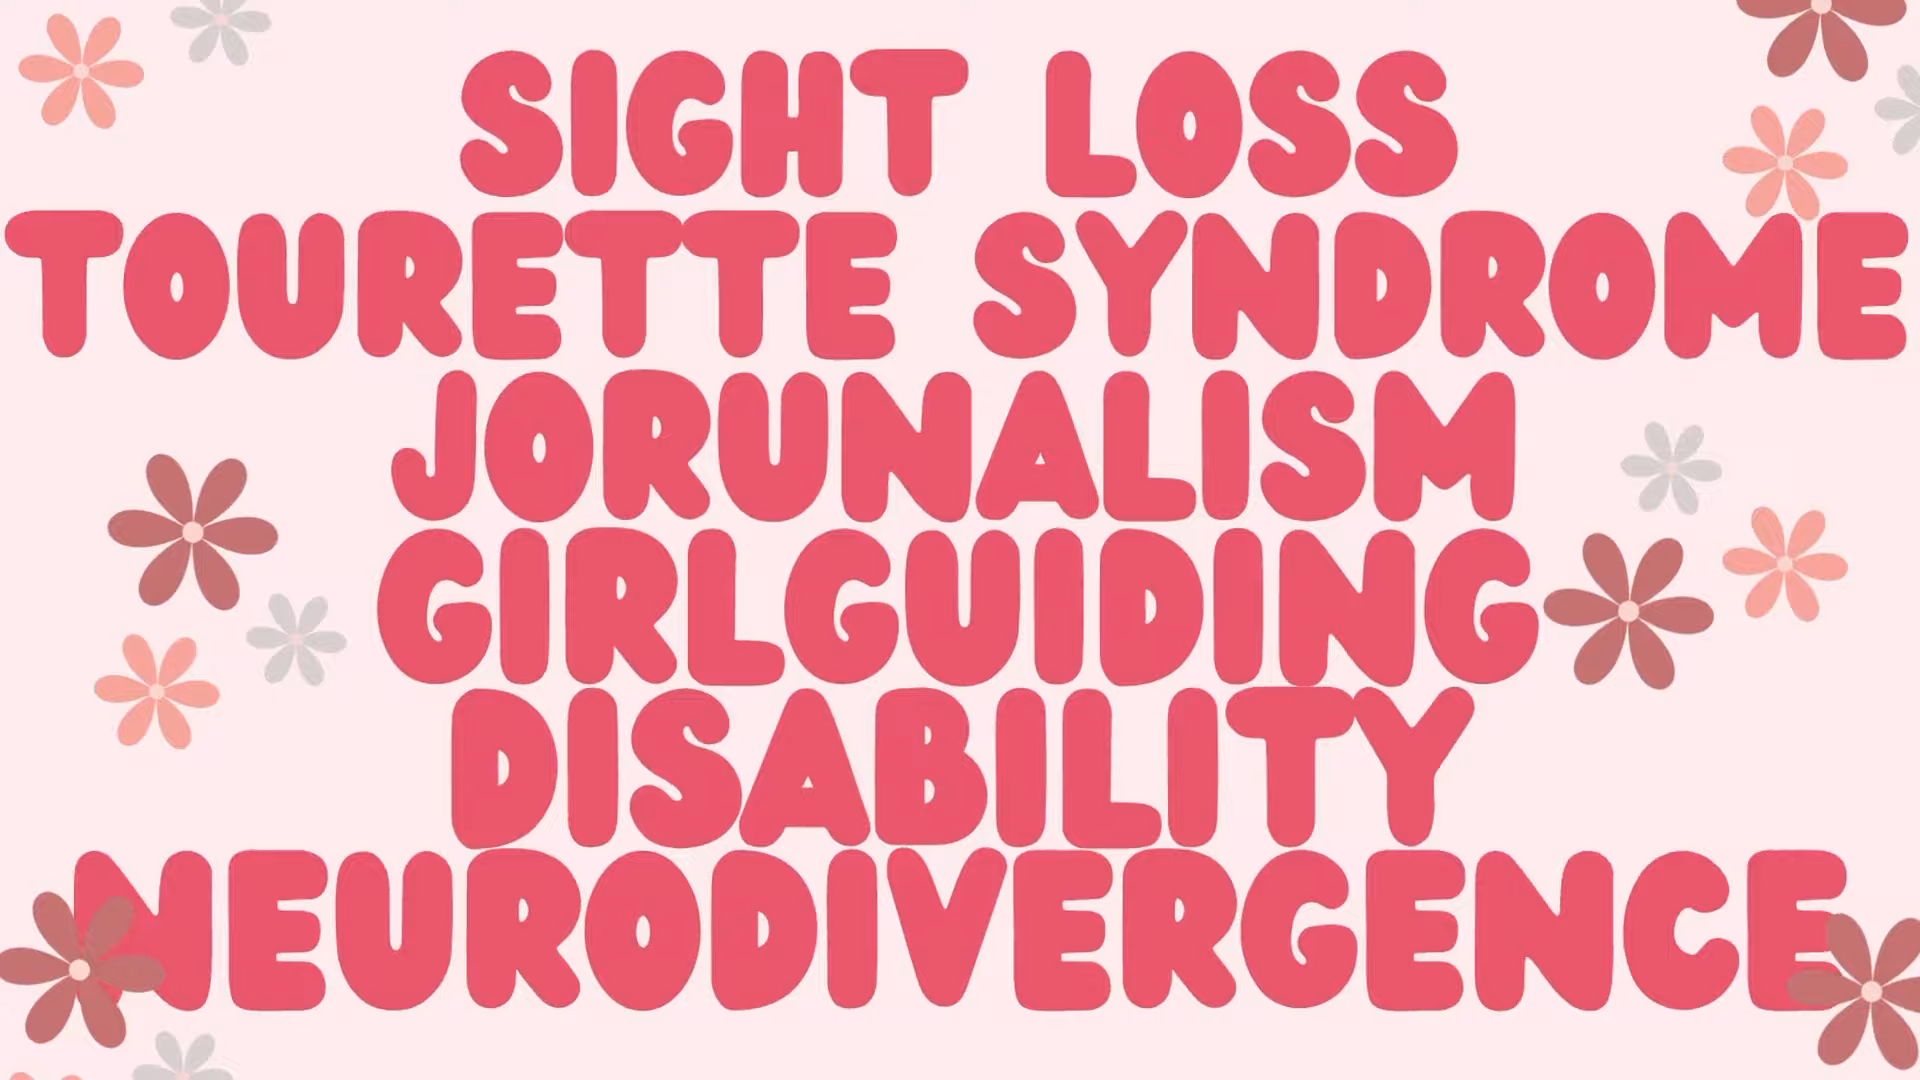 SIGHT LOSS
TOURETTE SYNDROME
JORUNALISM
GIRLGUIDING
DISABILITY
NEURODIVERGENCE